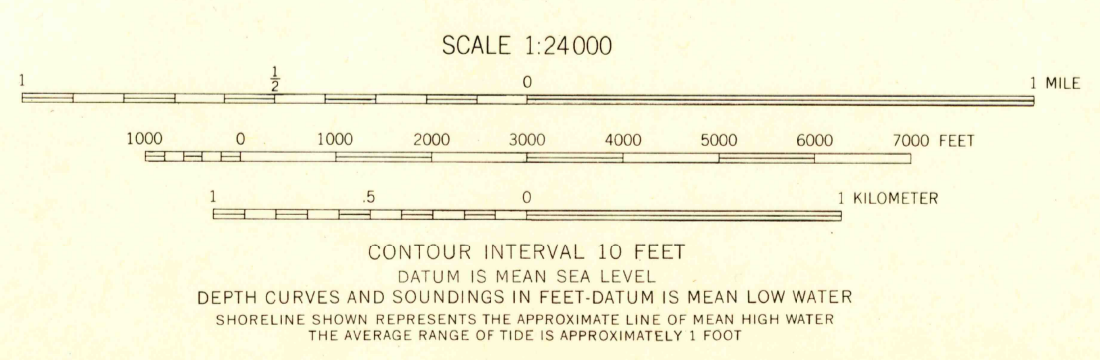 SCALE 1:24000
1 ½ 0 1 MILE
1000 0 1000 2000 3000 4000 5000 6000 7000 FEET
1 .5 0 1 KILOMETER
CONTOUR INTERVAL 10 FEET
DATUM IS MEAN SEA LEVEL
DEPTH CURVES AND SOUNDINGS IN FEET-DATUM IS MEAN LOW WATER
SHORELINE SHOWN REPRESENTS THE APPROXIMATE LINE OF MEAN HIGH WATER
THE AVERAGE RANGE OF TIDE IS APPROXIMATELY 1 FOOT